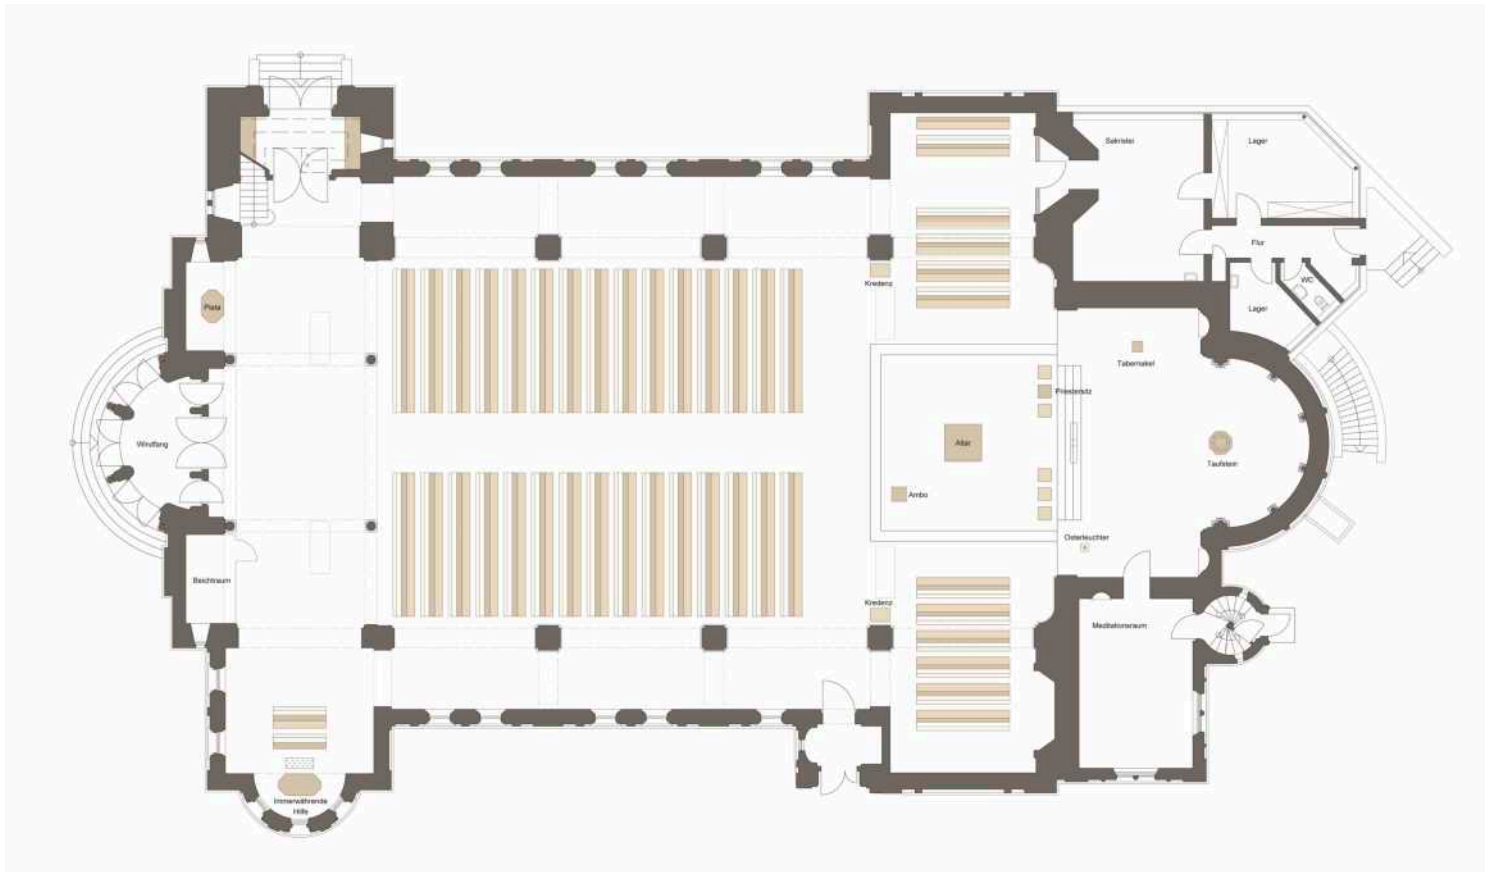 Sakristei
Lager
Flur
Kredenz
WC
Pieta
Lager
Tabernakel
Priestersitz
Windfang
Altar
Taufstein
Ambo
Osterleuchter
Beichtraum
Kredenz
Meditationsraum
Immerwährende
Hilfe